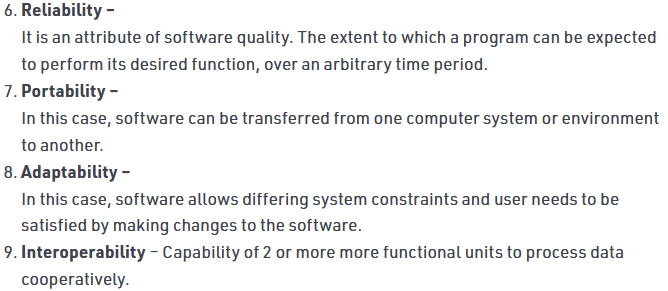 6. Reliability –
It is an attribute of software quality. The extent to which a program can be expected
to perform its desired function, over an arbitrary time period.
7. Portability –
In this case, software can be transferred from one computer system or environment
to another.
8. Adaptability –
In this case, software allows differing system constraints and user needs to be
satisfied by making changes to the software.
9. Interoperability – Capability of 2 or more more functional units to process data
cooperatively.